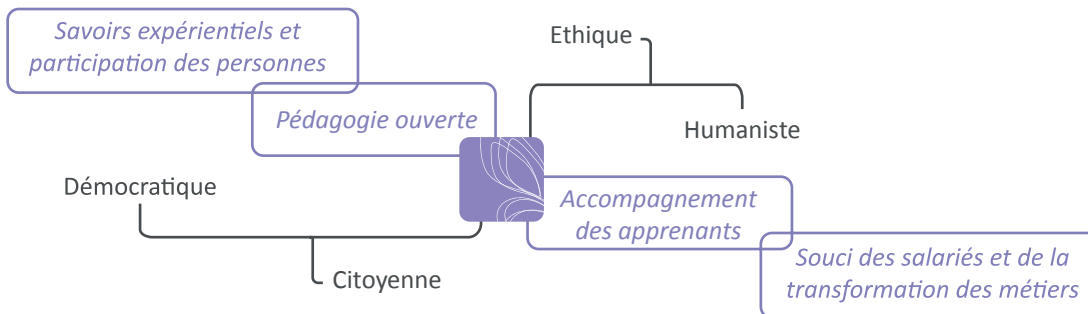 Savoirs expérientiels et
participation des personnes
Ethique
Pédagogie ouverte
Humaniste
Démocratique
Accompagnement
des apprenants
Citoyenne
Souci des salariés et de la
transformation des métiers